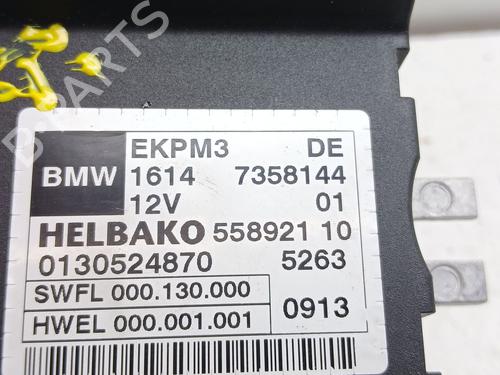 EKPM3 DE
BMW 1614 7358144
12V 01
HELBAKO 558921 10
0130524870 5263
SWFL 000.130.000
HWEL 000.001.001 0913
B PARTS